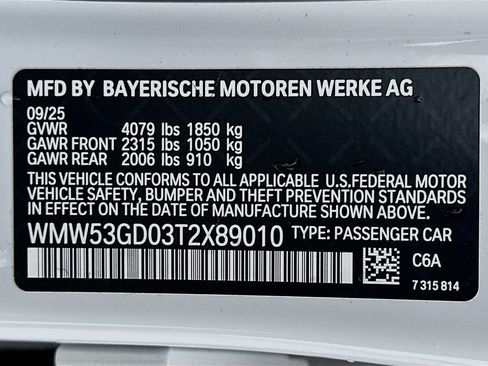 MFD BY BAYERISCHE MOTOREN WERKE AG
09/25
GVWR 4079 lbs 1850 kg
GAWR FRONT 2315 lbs 1050 kg
GAWR REAR 2006 lbs 910 kg
THIS VEHICLE CONFORMS TO ALL APPLICABLE U.S.FEDERAL MOTOR
VEHICLE SAFETY, BUMPER AND THEFT PREVENTION STANDARDS
IN EFFECT ON THE DATE OF MANUFACTURE SHOWN ABOVE.
WMW53GD03T2X89010 TYPE: PASSENGER CAR
C6A
7 315 814